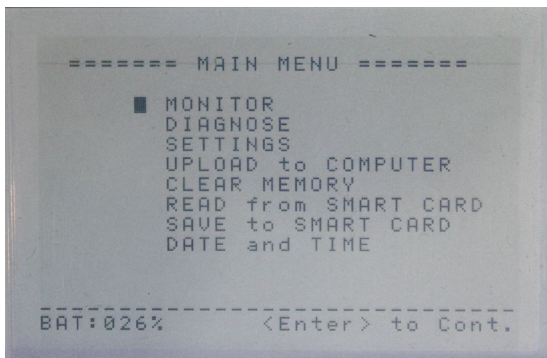 ======= MAIN MENU =======
MONITOR
DIAGNOSE
SETTINGS
UPLOAD to COMPUTER
CLEAR MEMORY
READ from SMART CARD
SAVE to SMART CARD
DATE and TIME
BAT:026% <Enter> to Cont.